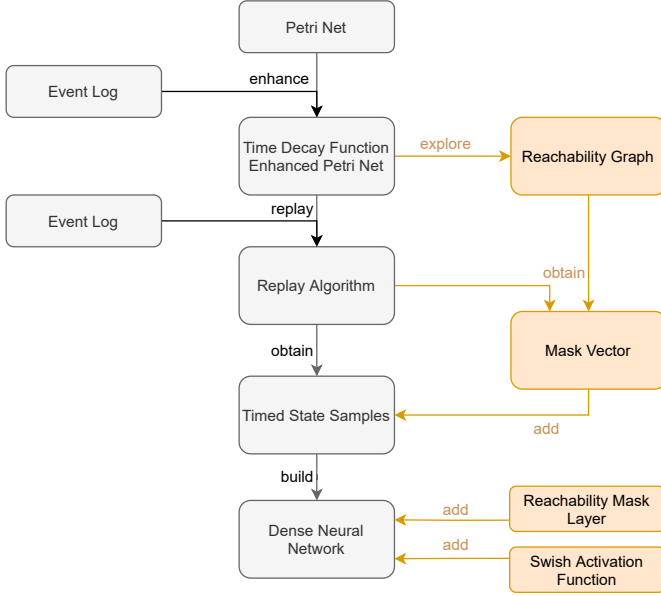 Petri Net
enhance
Event Log
Time Decay Function
Enhanced Petri Net
explore
Reachability Graph
replay
Event Log
Replay Algorithm
obtain
obtain
Mask Vector
Timed State Samples
add
build
Dense Neural
Network
add
Reachability Mask
Layer
add
Swish Activation
Function